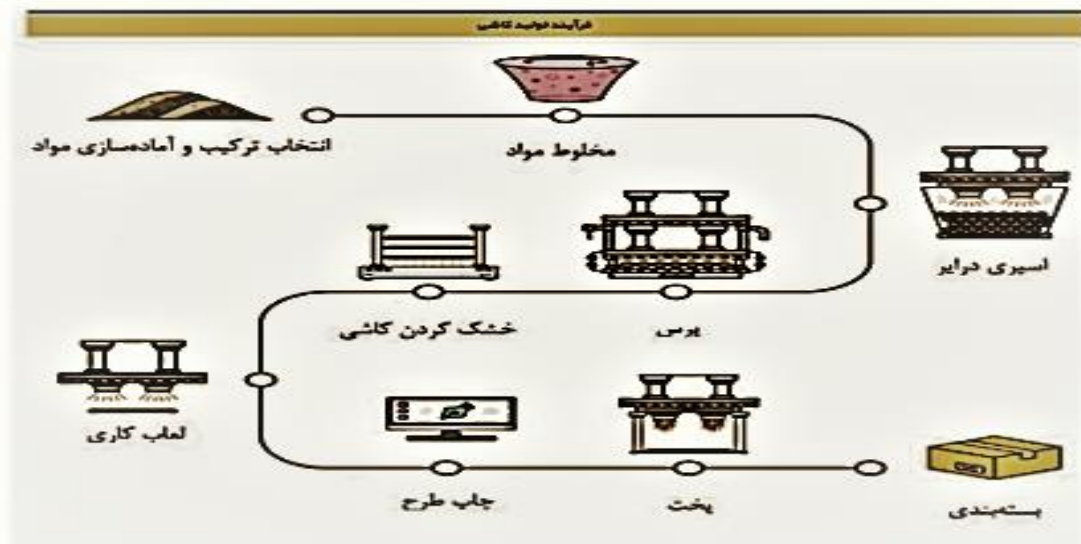 فرآیند تولید کاشی
انتخاب ترکیب و آماده‌سازی مواد
مخلوط مواد
اسپری درایر
پرس
خشک کردن کاشی
لعاب کاری
چاپ طرح
پخت
بسته‌بندی